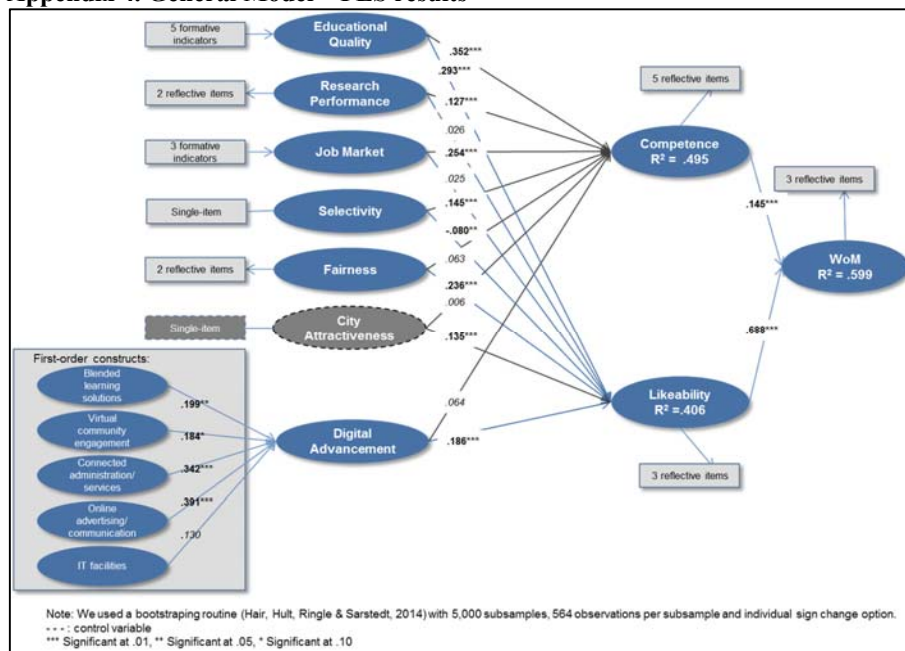 Appendix 4: General Model – PLS results
5 formative
indicators
Educational
Quality
.352***
.293***
2 reflective items
Research
Performance
.127***
.026
5 reflective items
3 formative
indicators
Job Market
.254***
.025
Competence
R² = .495
Single-item
Selectivity
.145***
-.080**
3 reflective items
.145***
2 reflective items
Fairness
.063
.236***
WoM
R² = .599
Single-item
City
Attractiveness
.006
.135***
.688***
First-order constructs:
Blended
learning
solutions
.199**
.064
Likeability
R² =.406
Virtual
community
engagement
.184*
Digital
Advancement
.186***
Connected
administration/
services
.342***
3 reflective items
Online
advertising/
communication
.391***
.130
IT facilities
Note: We used a bootstraping routine (Hair, Hult, Ringle & Sarstedt, 2014) with 5,000 subsamples, 564 observations per subsample and individual sign change option.
- - - : control variable
*** Significant at .01, ** Significant at .05, * Significant at .10